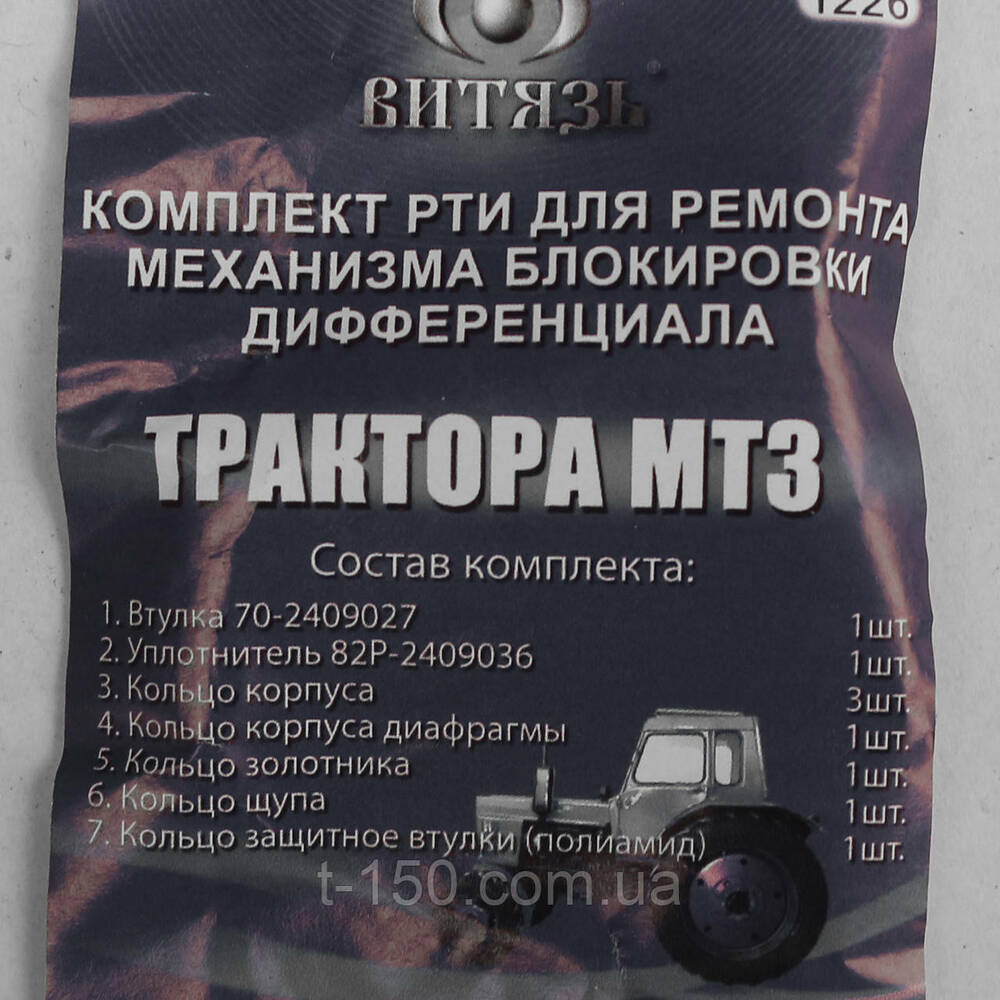 1226
ВИТЯЗЬ
КОМПЛЕКТ РТИ ДЛЯ РЕМОНТА
МЕХАНИЗМА БЛОКИРОВКИ
ДИФФЕРЕНЦИАЛА
ТРАКТОРА МТЗ
Состав комплекта:
1. Втулка 70-2409027 1шт.
2. Уплотнитель 82Р-2409036 1шт.
3. Кольцо корпуса 3шт.
4. Кольцо корпуса диафрагмы 1шт.
5. Кольцо золотника 1шт.
6. Кольцо щупа 1шт.
7. Кольцо защитное втулки (полиамид) 1шт.
t-150.com.ua